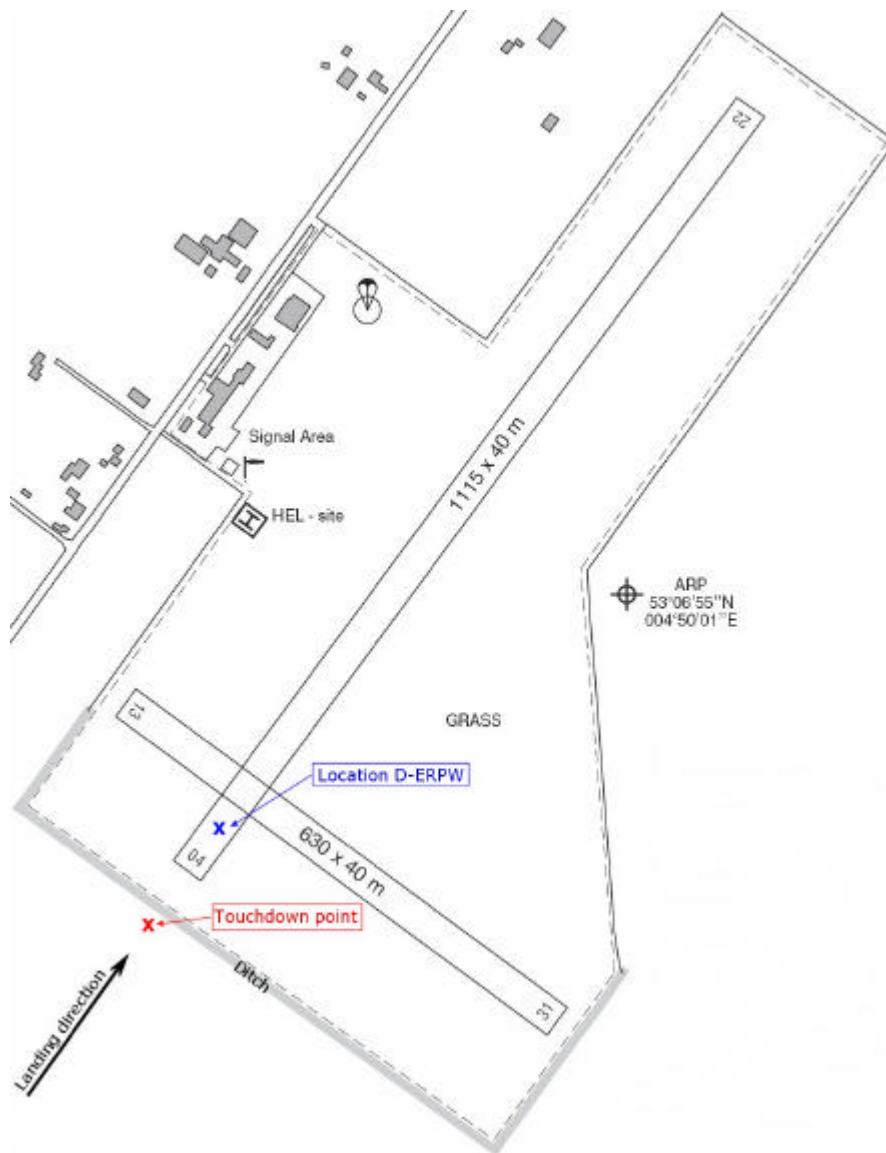 22
1115 x 40 m
Signal Area
H
HEL - site
ARP
53°06'55"N
004°50'01"E
13
GRASS
Location D-ERPW
630 x 40 m
04
x
Touchdown point
x
Ditch
31
Landing direction